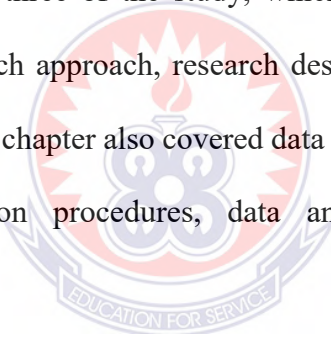 three of the study, which
ch approach, research des
chapter also covered data
on procedures, data an
EDUCATION FOR SERVICE